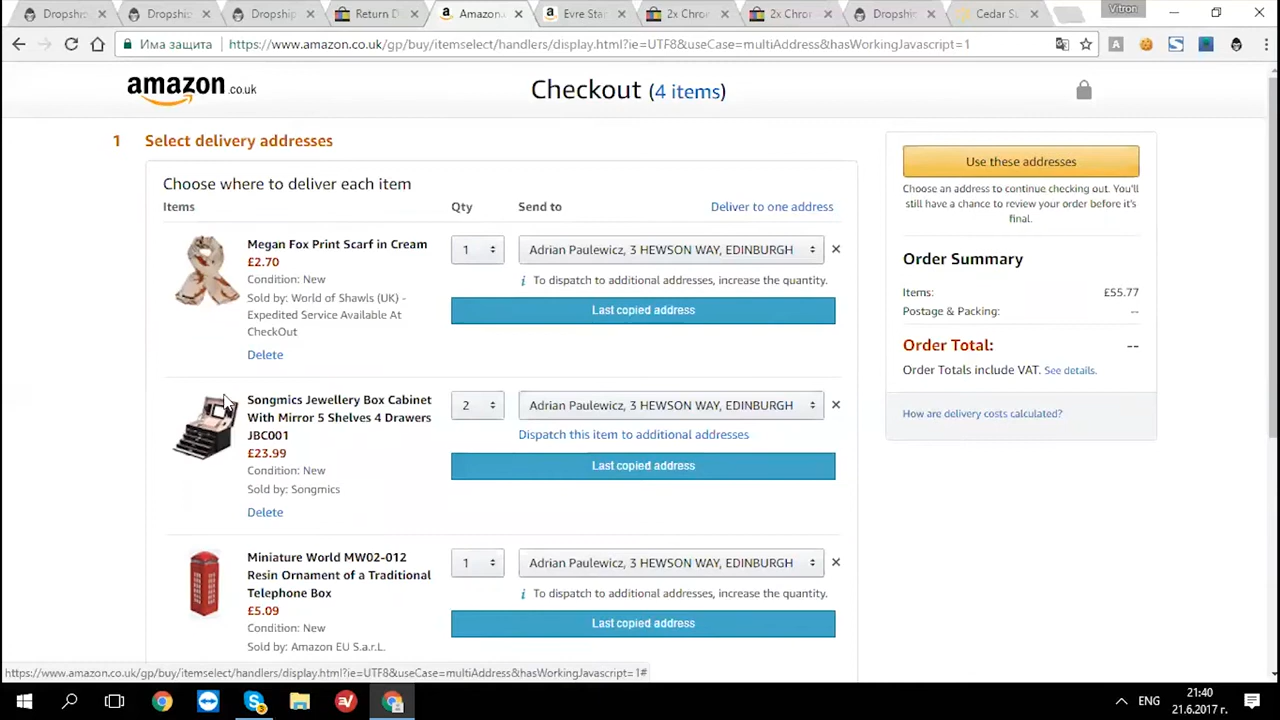 Dropship
Dropship
Dropship
Return D
Amazon.
Evre Sta
2x Chro
2x Chron
Dropship
Cedar Su
Vitron
Има защита
https://www.amazon.co.uk/gp/buy/itemselect/handlers/display.html?ie=UTF8&useCase=multiAddress&hasWorkingJavascript=1
amazon.co.uk
Checkout (4 items)
1 Select delivery addresses
Choose where to deliver each item
Items Qty Send to Deliver to one address
Megan Fox Print Scarf in Cream
£2.70
Condition: New
Sold by: World of Shawls (UK) -
Expedited Service Available At
CheckOut
Delete
1
Adrian Paulewicz, 3 HEWSON WAY, EDINBURGH
To dispatch to additional addresses, increase the quantity.
Last copied address
Songmics Jewellery Box Cabinet
With Mirror 5 Shelves 4 Drawers
JBC001
£23.99
Condition: New
Sold by: Songmics
Delete
2
Adrian Paulewicz, 3 HEWSON WAY, EDINBURGH
Dispatch this item to additional addresses
Last copied address
Miniature World MW02-012
Resin Ornament of a Traditional
Telephone Box
£5.09
Condition: New
Sold by: Amazon EU S.a.r.L.
1
Adrian Paulewicz, 3 HEWSON WAY, EDINBURGH
To dispatch to additional addresses, increase the quantity.
Last copied address
Use these addresses
Choose an address to continue checking out. You'll
still have a chance to review your order before it's
final.
Order Summary
Items: £55.77
Postage & Packing: --
Order Total: --
Order Totals include VAT. See details.
How are delivery costs calculated?
https://www.amazon.co.uk/gp/buy/itemselect/handlers/display.html?ie=UTF8&useCase=multiAddress&hasWorkingJavascript=1#
ENG
21:40
21.6.2017 г.